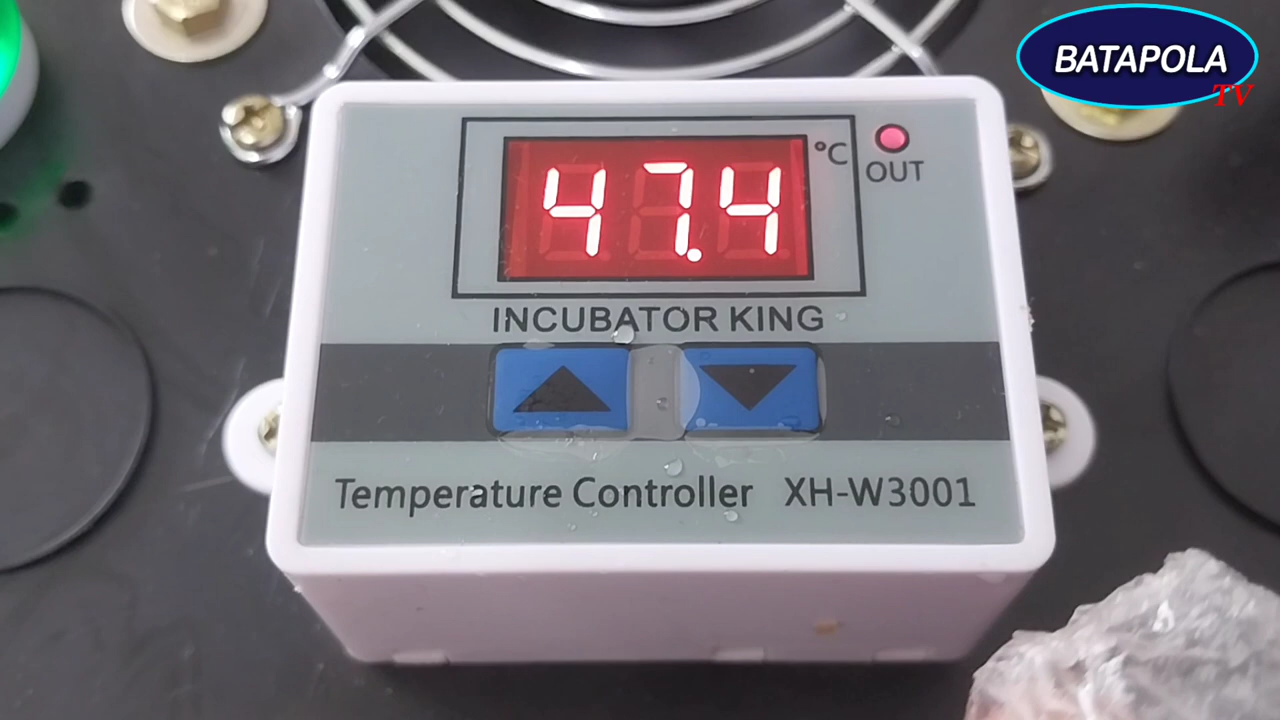 BATAPOLA
TV
47.4 °C
OUT
INCUBATOR KING
Temperature Controller XH-W3001